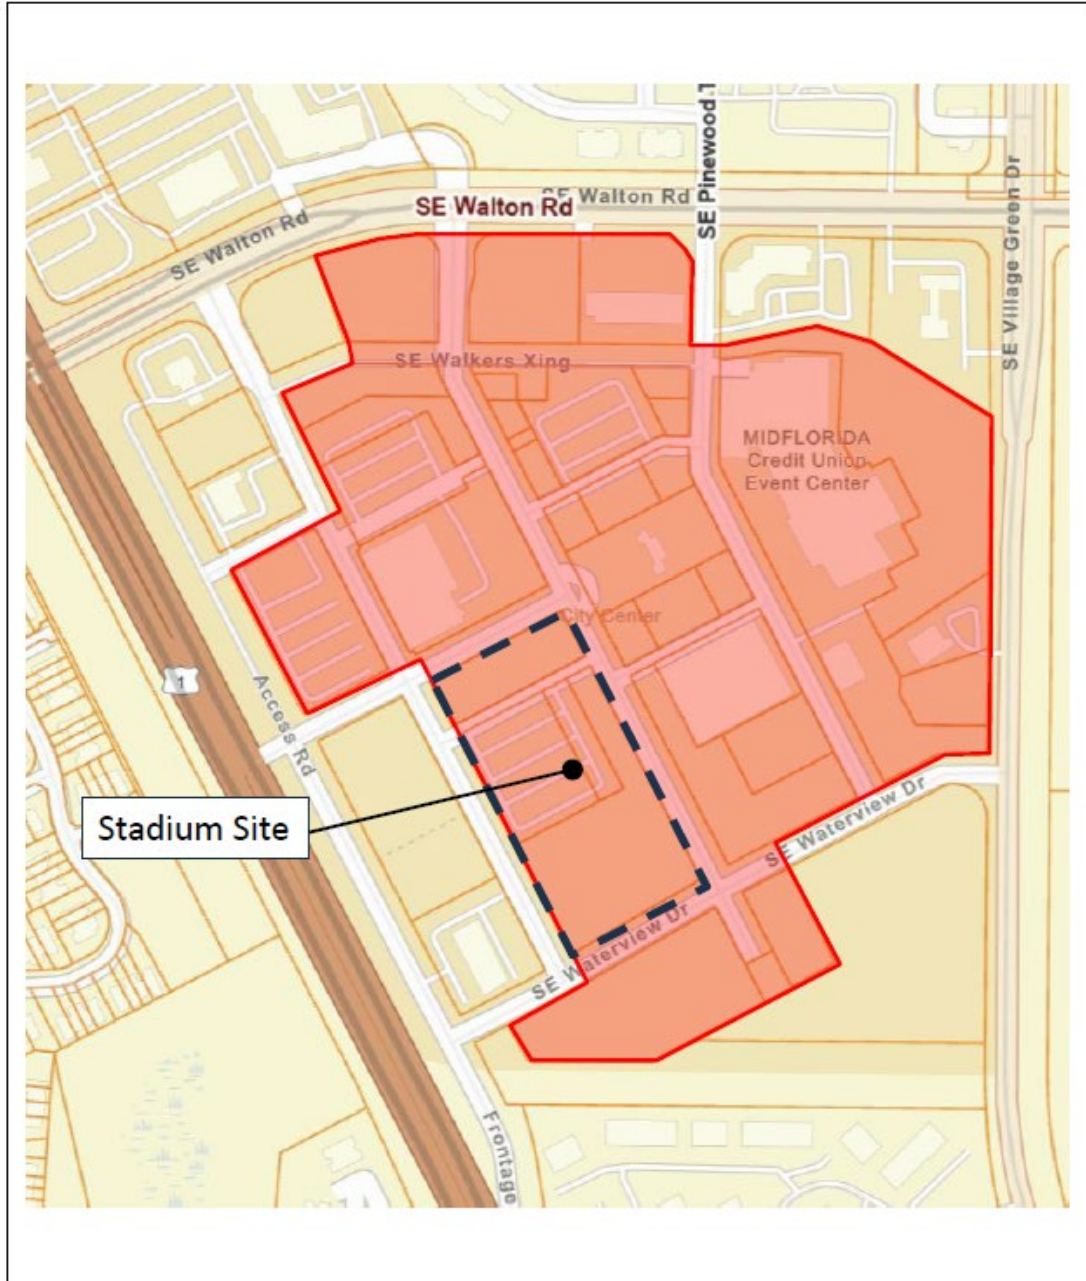 SE Pinewood T
SE Walton Rd
SE Walton Rd
SE Walton Rd
SE Village Green Dr
SE Walkers Xing
MIDFLORIDA
Credit Union
Event Center
City Center
1
Access Rd
Stadium Site
SE Waterview Dr
SE Waterview Dr
Frontage